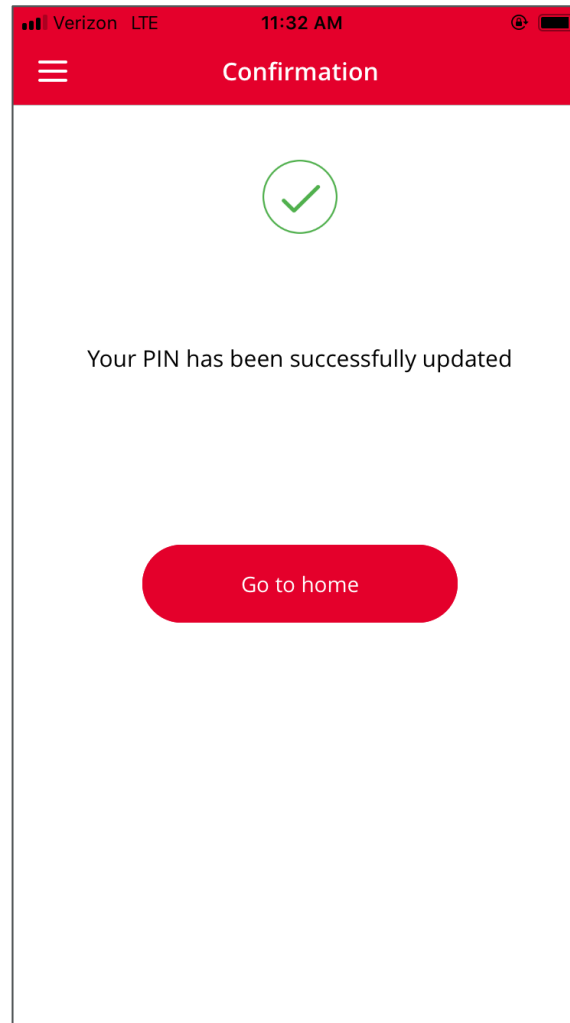 Verizon LTE 11:32 AM
Confirmation
Your PIN has been successfully updated
Go to home